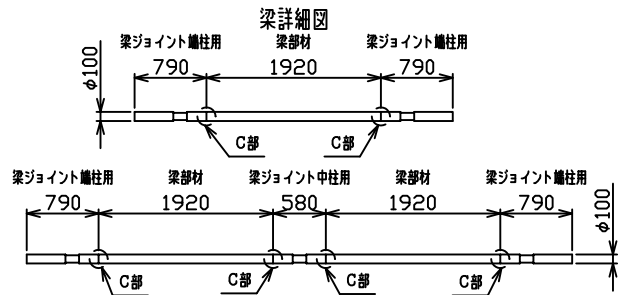 梁詳細図
梁ジョイント端柱用 梁部材 梁ジョイント端柱用
790 1920 790
φ100
C部 C部
梁ジョイント端柱用 梁部材 梁ジョイント中柱用 梁部材 梁ジョイント端柱用
790 1920 580 1920 790
φ100
C部 C部 C部 C部